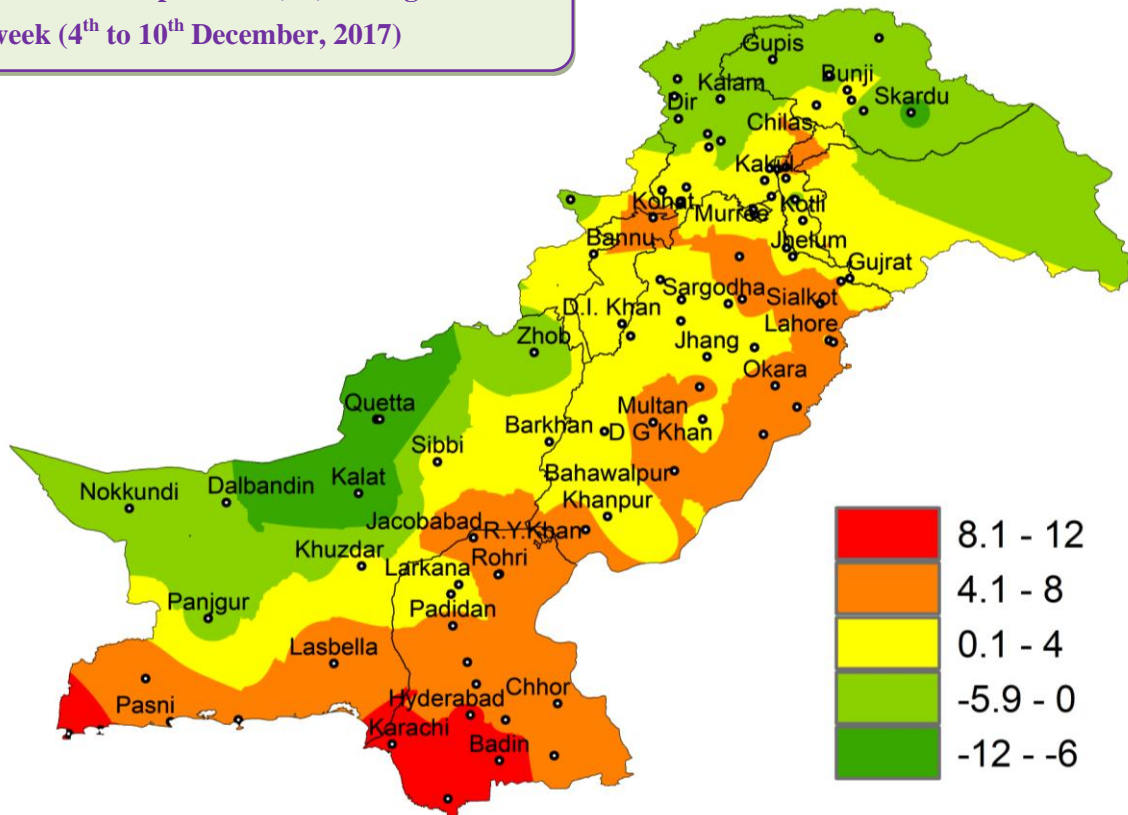 week (4th to 10th December, 2017)
Gupis
Bunji
Kalam
Skardu
Dir
Chilas
Kakul
Kohat
Murree
Kotli
Bannu
Jhelum
Gujrat
Sargodha
Sialkot
D.I. Khan
Lahore
Zhob
Jhang
Okara
Quetta
Multan
Barkhan
D G Khan
Sibbi
Bahawalpur
Kalat
Nokkundi
Dalbandin
Khanpur
Jacobabad
R.Y.Khan
Khuzdar
Rohri
Larkana
Panjgur
Padidan
Lasbella
Chhor
Pasni
Hyderabad
Karachi
Badin
8.1 - 12
4.1 - 8
0.1 - 4
-5.9 - 0
-12 - -6